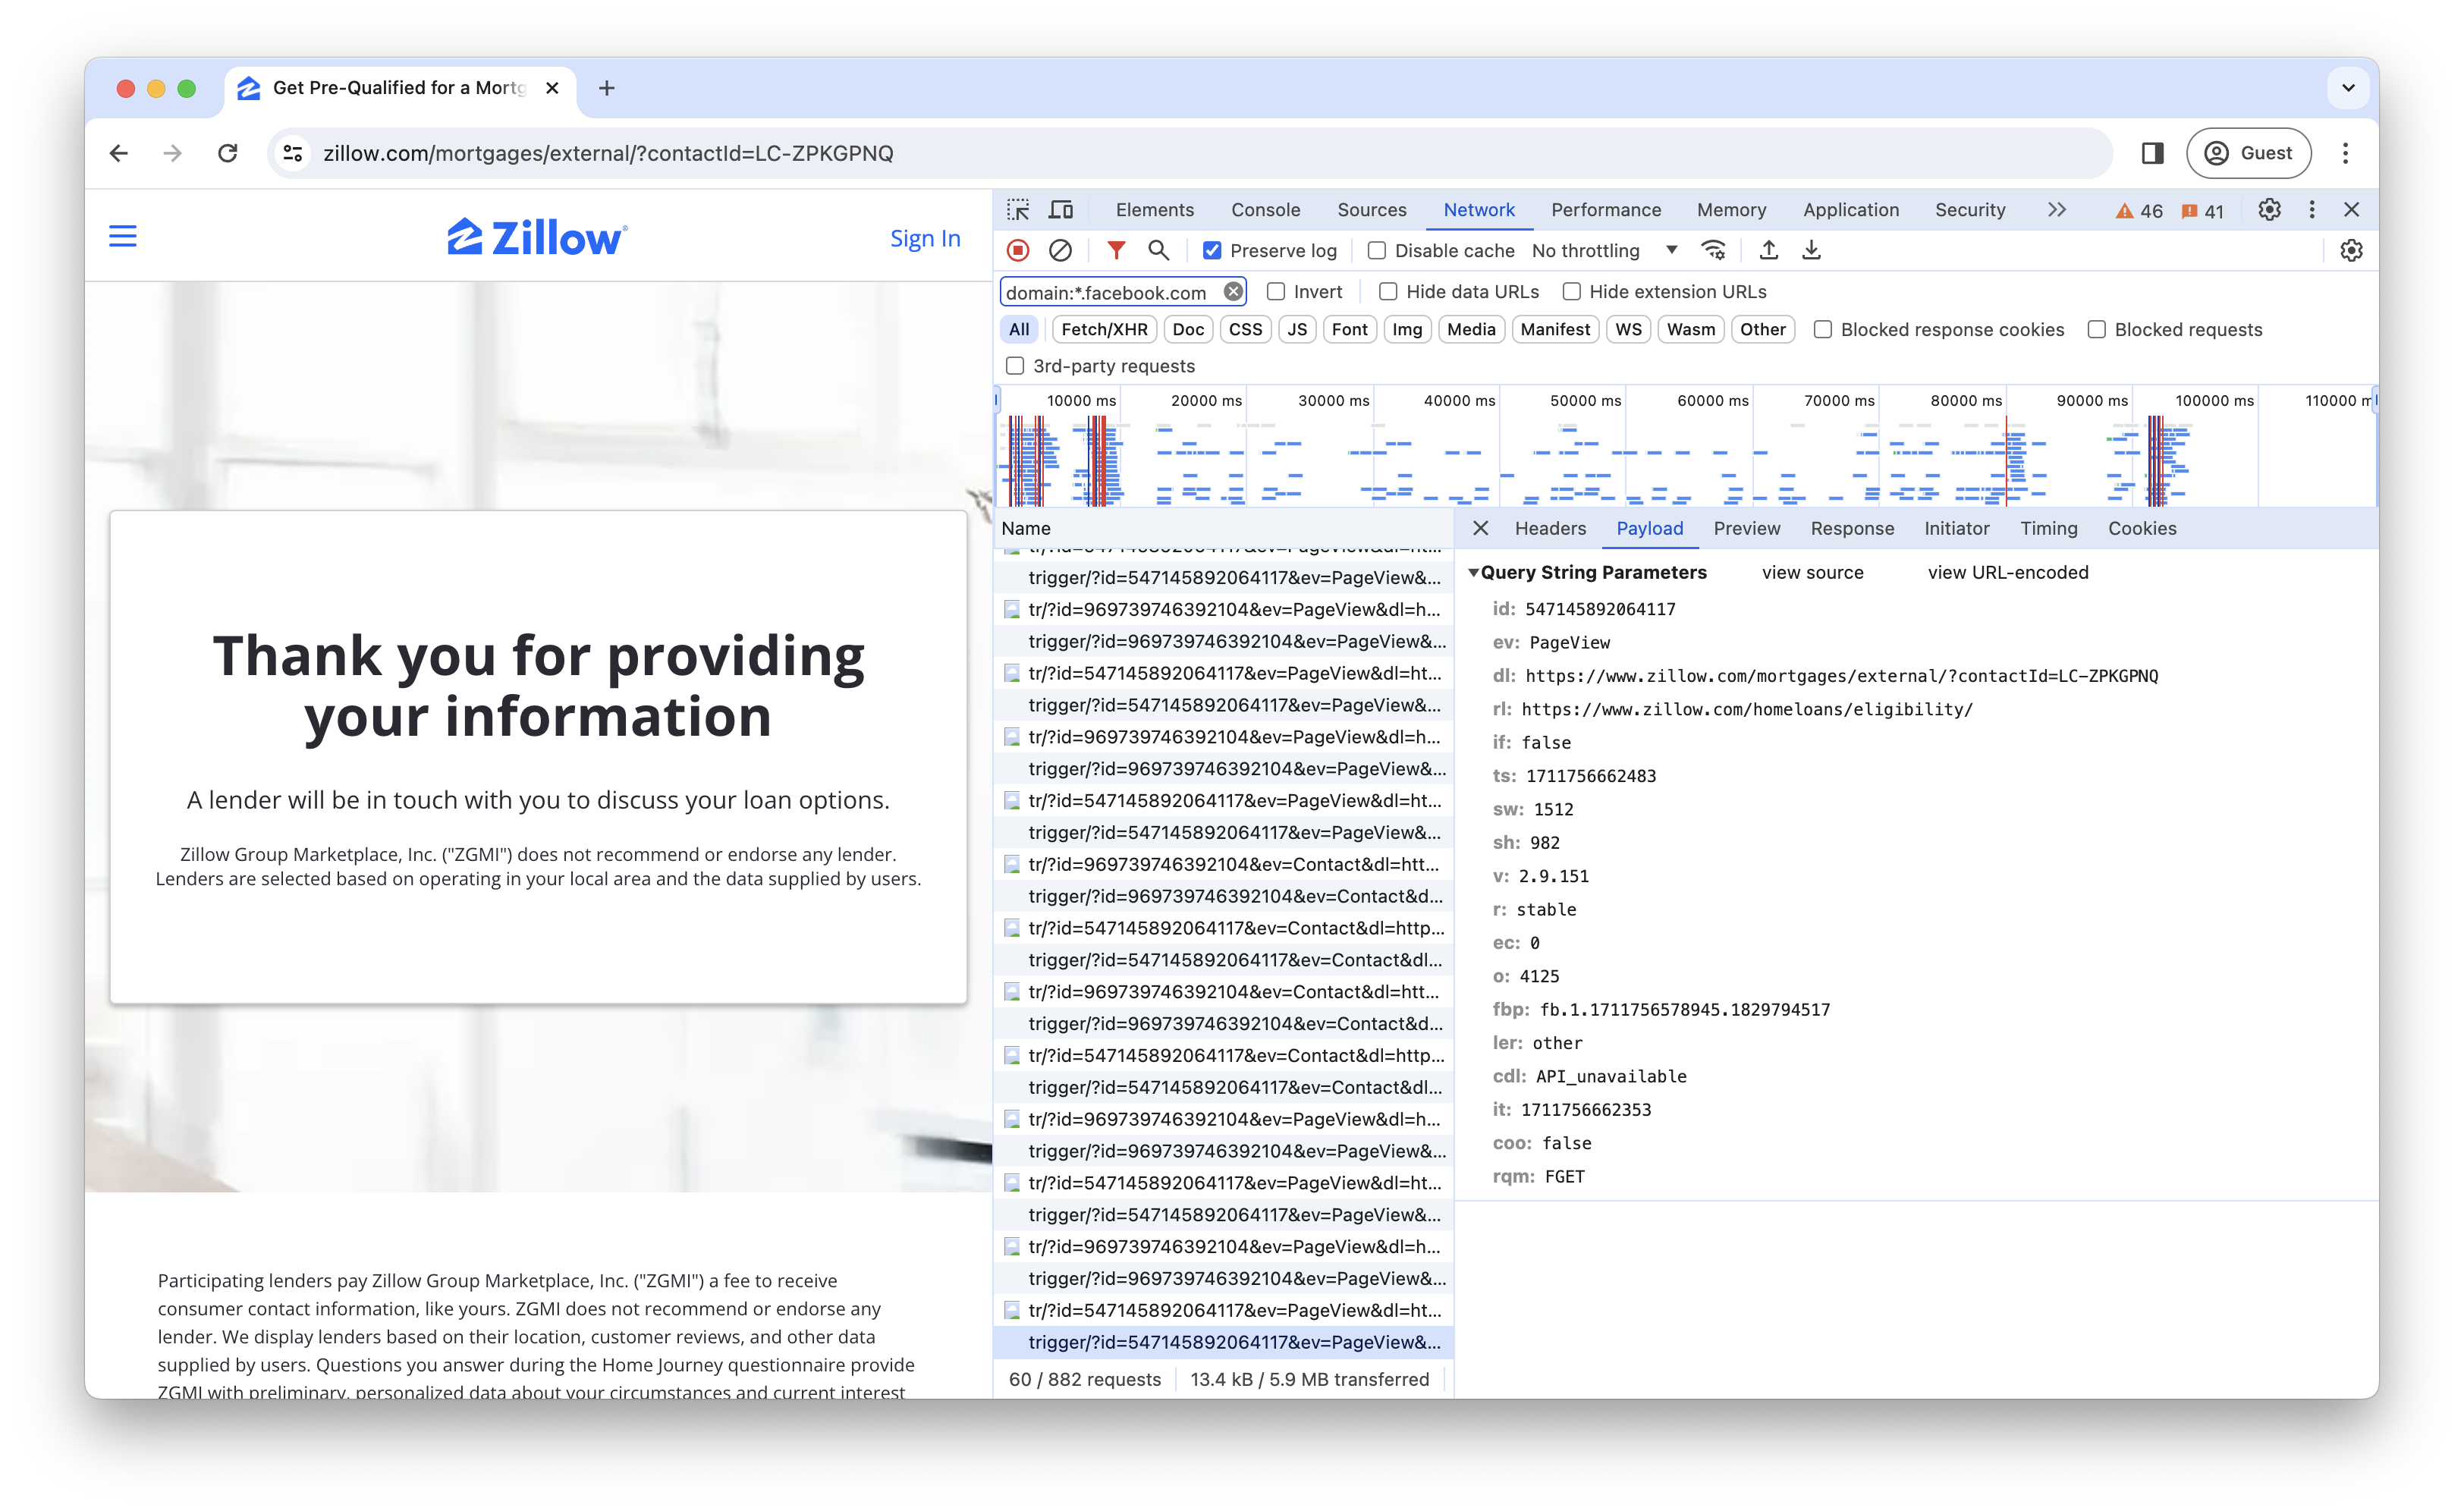 Get Pre-Qualified for a Mortg
zillow.com/mortgages/external/?contactId=LC-ZPKGPNQ
Guest
Zillow
Sign In
Thank you for providing
your information
A lender will be in touch with you to discuss your loan options.
Zillow Group Marketplace, Inc. ("ZGMI") does not recommend or endorse any lender.
Lenders are selected based on operating in your local area and the data supplied by users.
Participating lenders pay Zillow Group Marketplace, Inc. ("ZGMI") a fee to receive
consumer contact information, like yours. ZGMI does not recommend or endorse any
lender. We display lenders based on their location, customer reviews, and other data
supplied by users. Questions you answer during the Home Journey questionnaire provide
ZGMI with preliminary, personalized data about your circumstances and current interest
Elements Console Sources Network Performance Memory Application Security 46 41
Preserve log Disable cache No throttling
domain:*.facebook.com Invert Hide data URLs Hide extension URLs
All Fetch/XHR Doc CSS JS Font Img Media Manifest WS Wasm Other Blocked response cookies Blocked requests
3rd-party requests
10000 ms 20000 ms 30000 ms 40000 ms 50000 ms 60000 ms 70000 ms 80000 ms 90000 ms 100000 ms 110000 m
Name
tr/?id=547145892064117&ev=PageView&dl=ht...
trigger/?id=547145892064117&ev=PageView&...
tr/?id=969739746392104&ev=PageView&dl=h...
trigger/?id=969739746392104&ev=PageView&...
tr/?id=547145892064117&ev=PageView&dl=ht...
trigger/?id=547145892064117&ev=PageView&...
tr/?id=969739746392104&ev=PageView&dl=h...
trigger/?id=969739746392104&ev=PageView&...
tr/?id=547145892064117&ev=PageView&dl=ht...
trigger/?id=547145892064117&ev=PageView&...
tr/?id=969739746392104&ev=Contact&dl=htt...
trigger/?id=969739746392104&ev=Contact&d...
tr/?id=547145892064117&ev=Contact&dl=http...
trigger/?id=547145892064117&ev=Contact&dl...
tr/?id=969739746392104&ev=Contact&dl=htt...
trigger/?id=969739746392104&ev=Contact&d...
tr/?id=547145892064117&ev=Contact&dl=http...
trigger/?id=547145892064117&ev=Contact&dl...
tr/?id=969739746392104&ev=PageView&dl=h...
trigger/?id=969739746392104&ev=PageView&...
tr/?id=547145892064117&ev=PageView&dl=ht...
trigger/?id=547145892064117&ev=PageView&...
tr/?id=969739746392104&ev=PageView&dl=h...
trigger/?id=969739746392104&ev=PageView&...
tr/?id=547145892064117&ev=PageView&dl=ht...
trigger/?id=547145892064117&ev=PageView&...
60 / 882 requests 13.4 kB / 5.9 MB transferred
Headers Payload Preview Response Initiator Timing Cookies
Query String Parameters view source view URL-encoded
id: 547145892064117
ev: PageView
dl: https://www.zillow.com/mortgages/external/?contactId=LC-ZPKGPNQ
rl: https://www.zillow.com/homeloans/eligibility/
if: false
ts: 1711756662483
sw: 1512
sh: 982
v: 2.9.151
r: stable
ec: 0
o: 4125
fbp: fb.1.1711756578945.1829794517
ler: other
cdl: API_unavailable
it: 1711756662353
coo: false
rqm: FGET